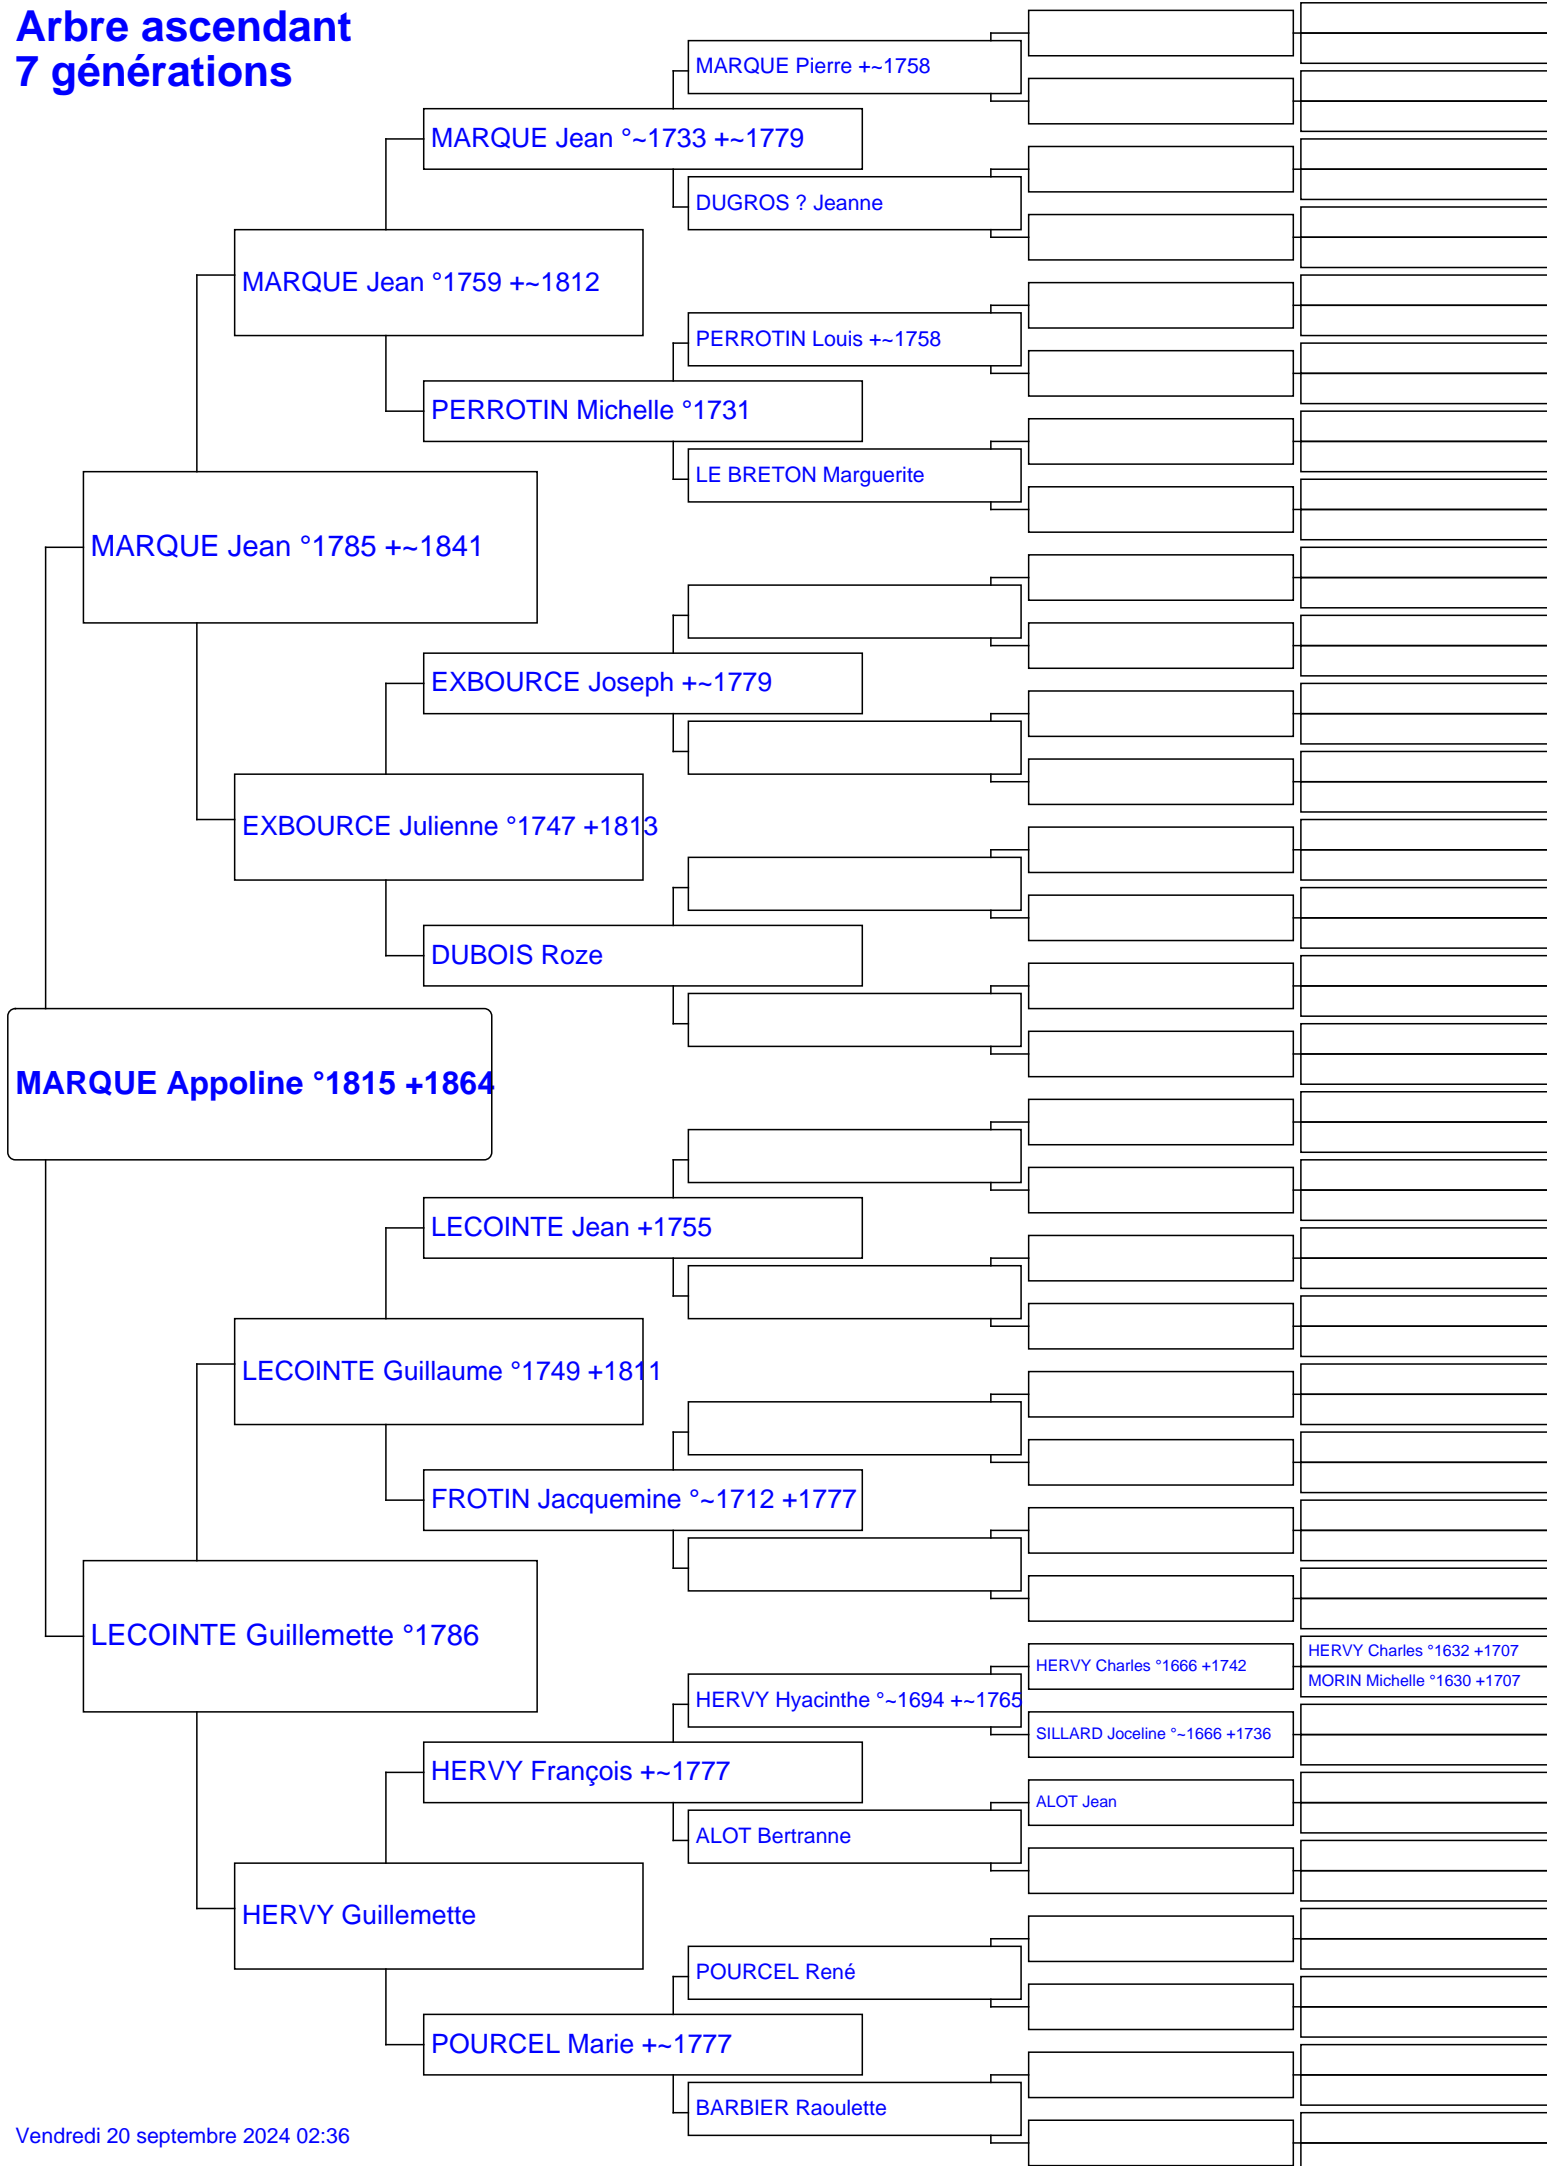 Arbre ascendant
7 générations
MARQUE Pierre +~1758
MARQUE Jean °~1733 +~1779
DUGROS ? Jeanne
MARQUE Jean °1759 +~1812
PERROTIN Louis +~1758
PERROTIN Michelle °1731
LE BRETON Marguerite
MARQUE Jean °1785 +~1841
EXBOURCE Joseph +~1779
EXBOURCE Julienne °1747 +1813
DUBOIS Roze
MARQUE Appoline °1815 +1864
LECOINTE Jean +1755
LECOINTE Guillaume °1749 +1811
FROTIN Jacquemine °~1712 +1777
LECOINTE Guillemette °1786
HERVY Charles °1632 +1707
HERVY Charles °1666 +1742
MORIN Michelle °1630 +1707
HERVY Hyacinthe °~1694 +~1765
SILLARD Joceline °~1666 +1736
HERVY François +~1777
ALOT Jean
ALOT Bertranne
HERVY Guillemette
POURCEL René
POURCEL Marie +~1777
BARBIER Raoulette
Vendredi 20 septembre 2024 02:36